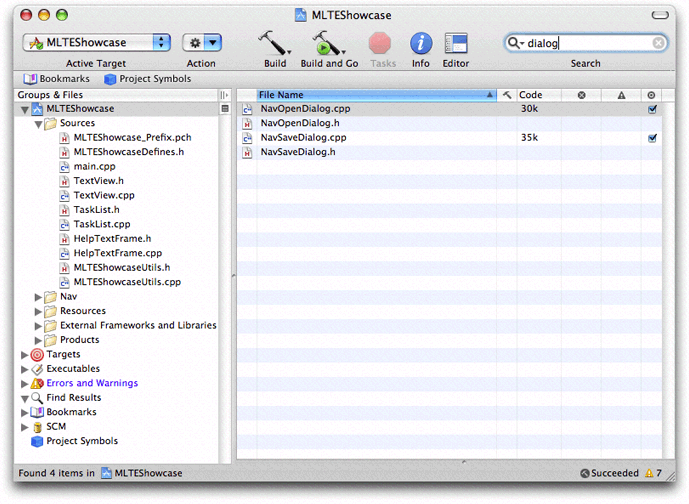 MLTEShowcase
MLTEShowcase
dialog
Active Target Action Build Build and Go Tasks Info Editor Search
Bookmarks Project Symbols
Groups & Files
MLTEShowcase
Sources
MLTEShowcase_Prefix.pch
MLTEShowcaseDefines.h
main.cpp
TextView.h
TextView.cpp
TaskList.h
TaskList.cpp
HelpTextFrame.h
HelpTextFrame.cpp
MLTEShowcaseUtils.h
MLTEShowcaseUtils.cpp
Nav
Resources
External Frameworks and Libraries
Products
Targets
Executables
Errors and Warnings
Find Results
Bookmarks
SCM
Project Symbols
File Name Code
NavOpenDialog.cpp 30k
NavOpenDialog.h
NavSaveDialog.cpp 35k
NavSaveDialog.h
Found 4 items in MLTEShowcase Succeeded 7